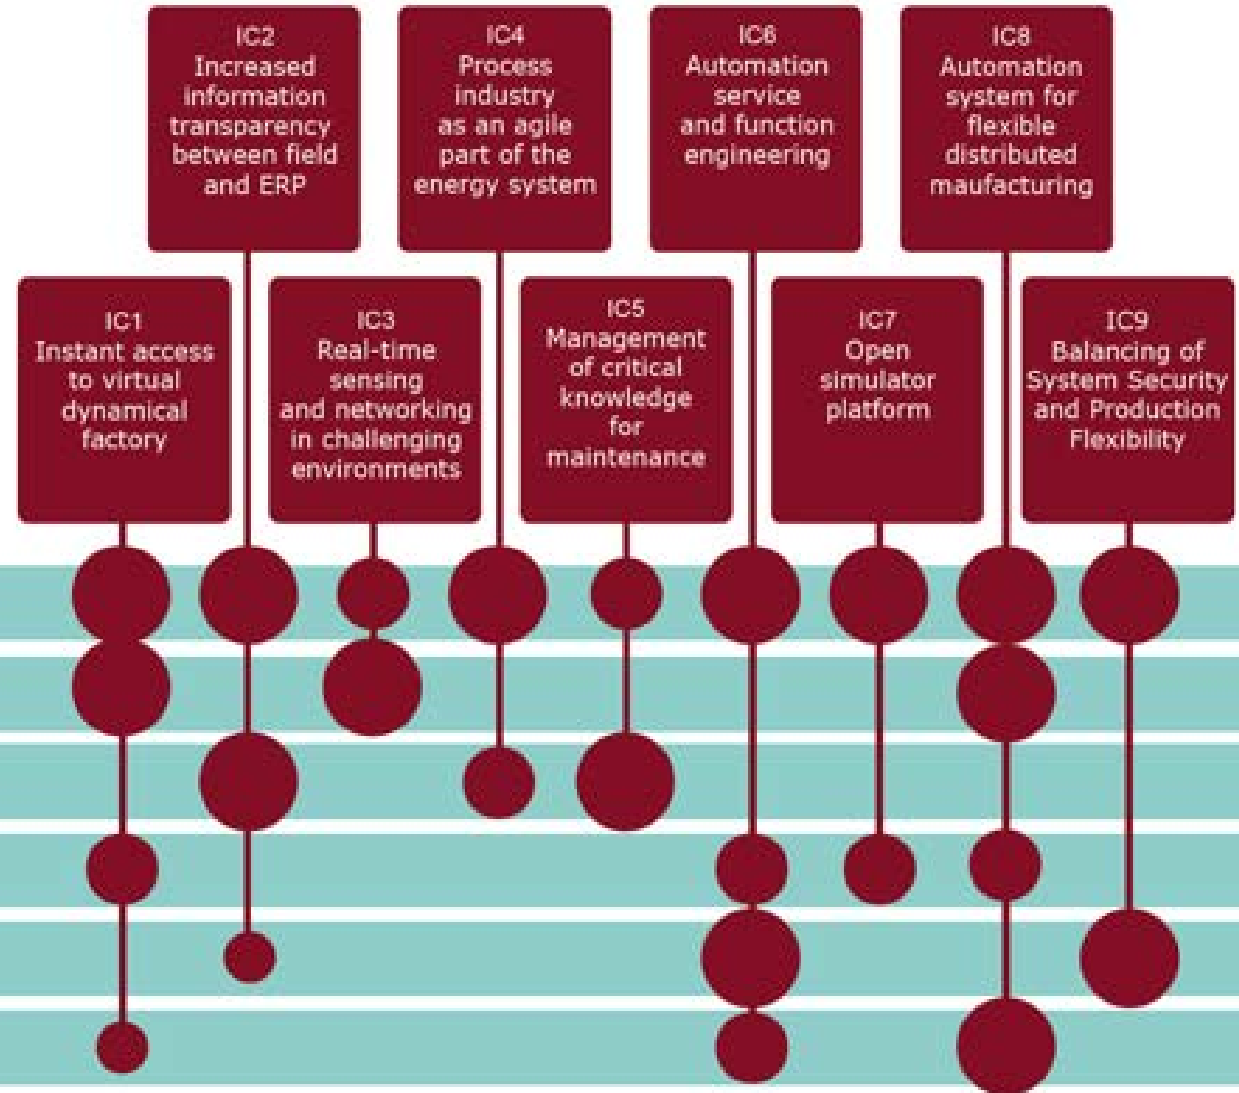 IC2
Increased
information
transparency
between field
and ERP
IC4
Process
industry
as an agile
part of the
energy system
IC6
Automation
service
and function
engineering
IC8
Automation
system for
flexible
distributed
maufacturing
IC1
Instant access
to virtual
dynamical
factory
IC3
Real-time
sensing
and networking
in challenging
environments
IC5
Management
of critical
knowledge
for
maintenance
IC7
Open
simulator
platform
IC9
Balancing of
System Security
and Production
Flexibility